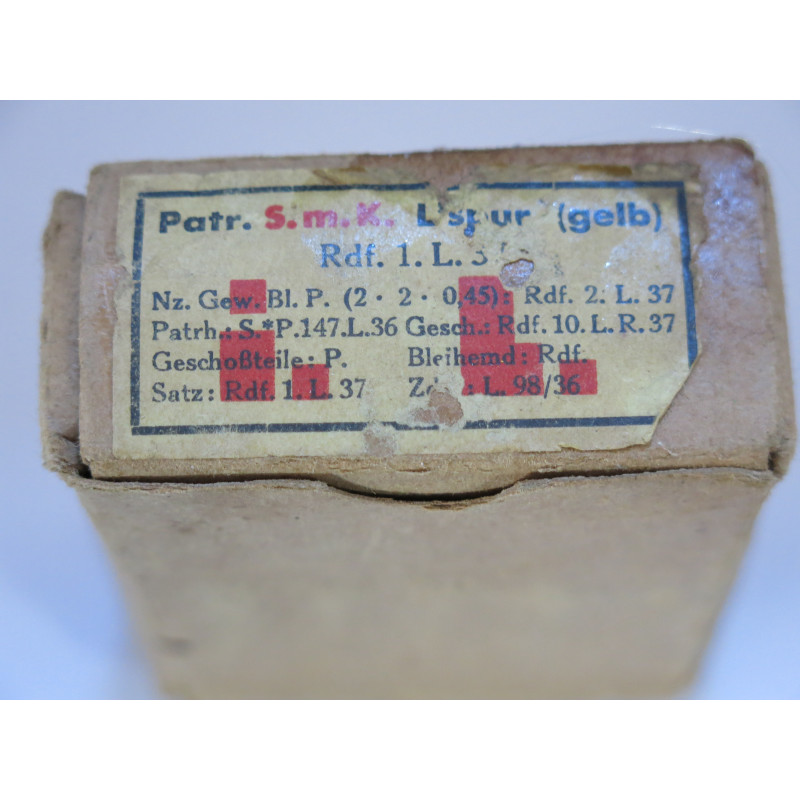 Patr. S.m.K. L'spur (gelb)
Rdf. 1. L.
Nz. Gew. Bl. P. (2 · 2 · 0,45): Rdf. 2. L. 37
Patrh.: S.*P.147.L.36 Gesch.: Rdf. 10. L. R. 37
Geschoßteile: P. Bleihemd: Rdf.
Satz: Rdf. 1. L. 37 L. 98/36
i. L.